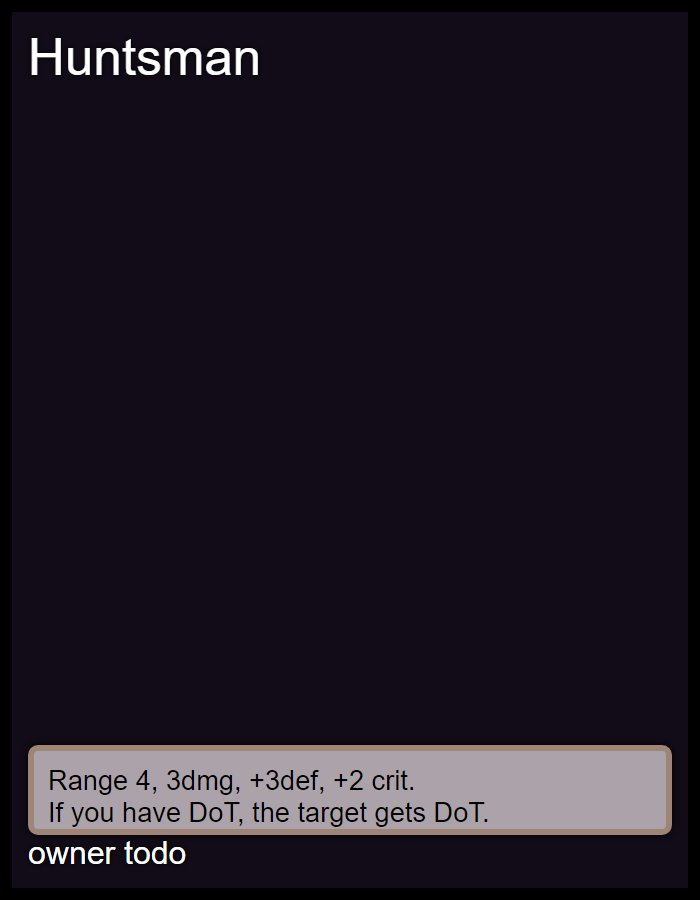 Huntsman
Range 4, 3dmg, +3def, +2 crit.
If you have DoT, the target gets DoT.
owner todo